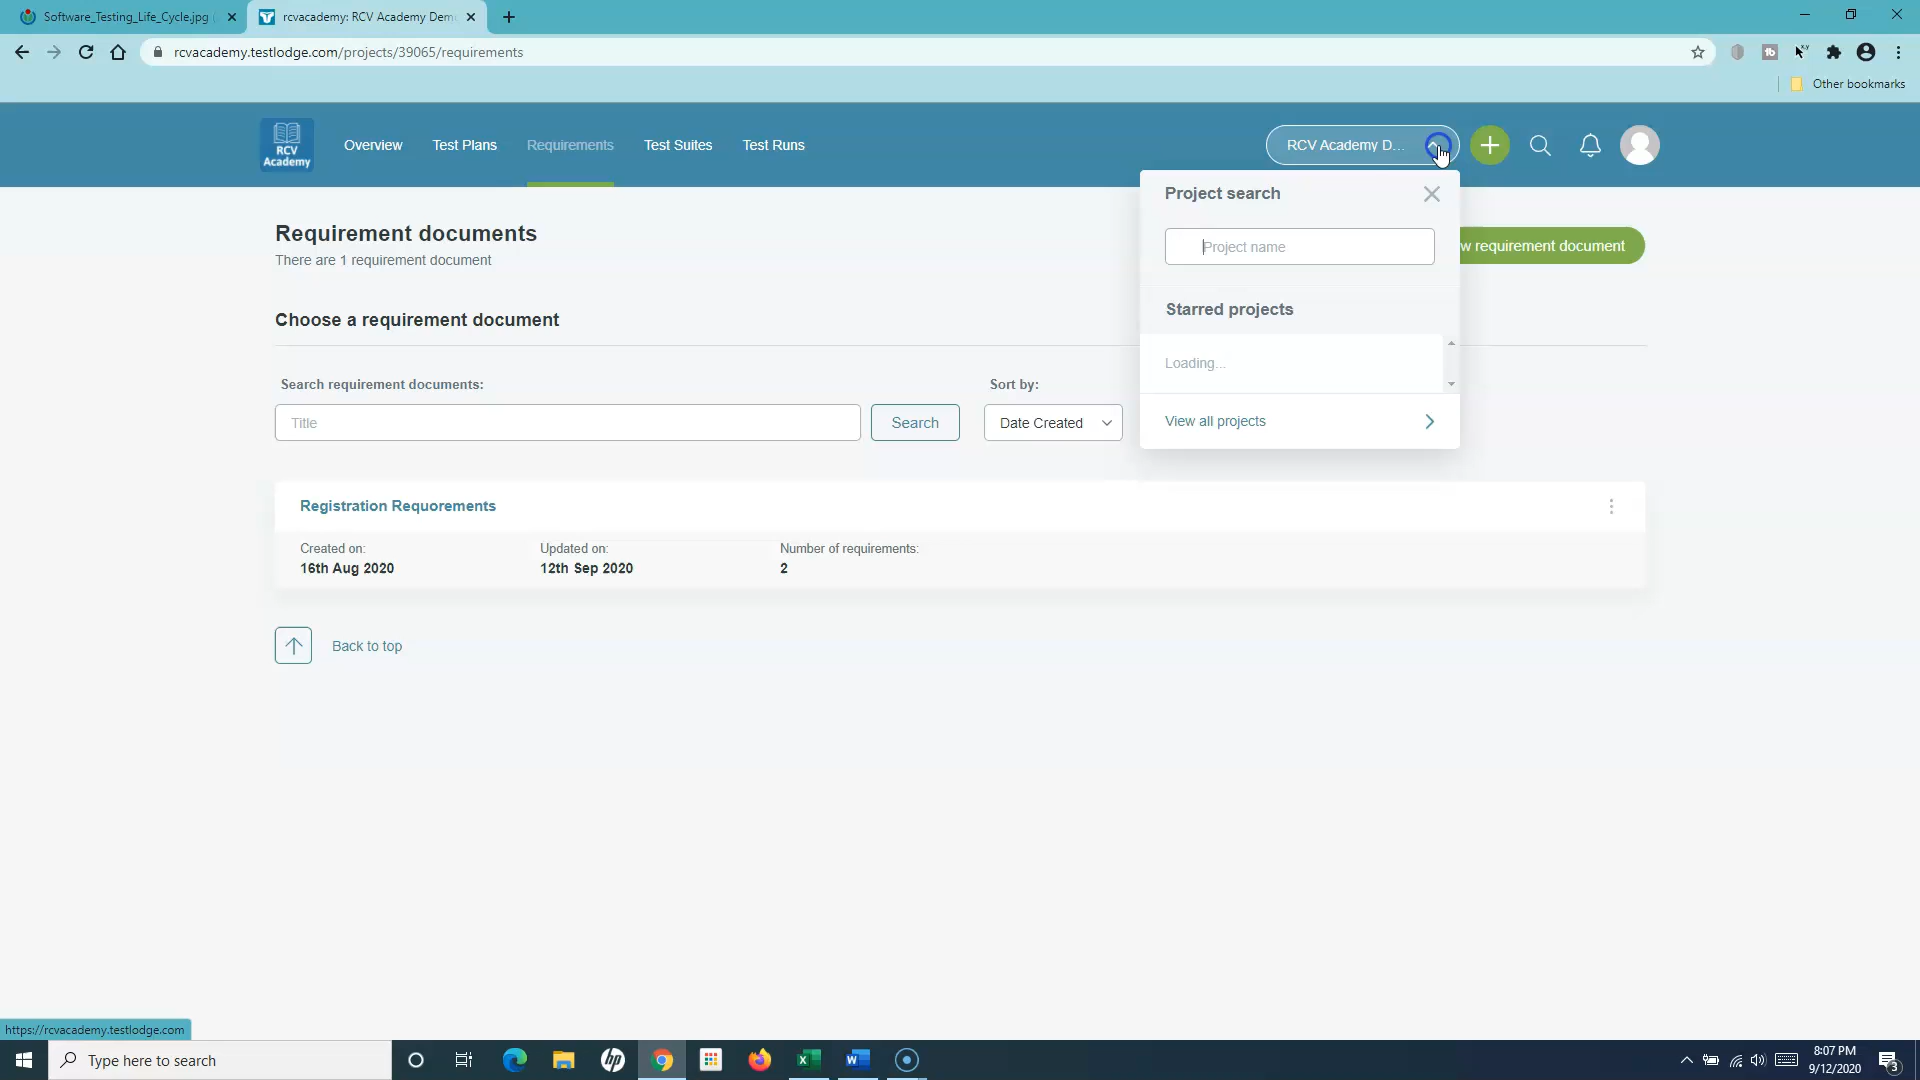 Software_Testing_Life_Cycle.jpg (
rcvacademy: RCV Academy Dem
rcvacademy.testlodge.com/projects/39065/requirements
Other bookmarks
RCV
Academy
Overview
Test Plans
Requirements
Test Suites
Test Runs
RCV Academy D...
Project search
Project name
Starred projects
Loading...
View all projects
Requirement documents
There are 1 requirement document
w requirement document
Choose a requirement document
Search requirement documents:
Sort by:
Title
Search
Date Created
Registration Requorements
Created on:
Updated on:
Number of requirements:
16th Aug 2020
12th Sep 2020
2
Back to top
https://rcvacademy.testlodge.com
Type here to search
8:07 PM
9/12/2020
3